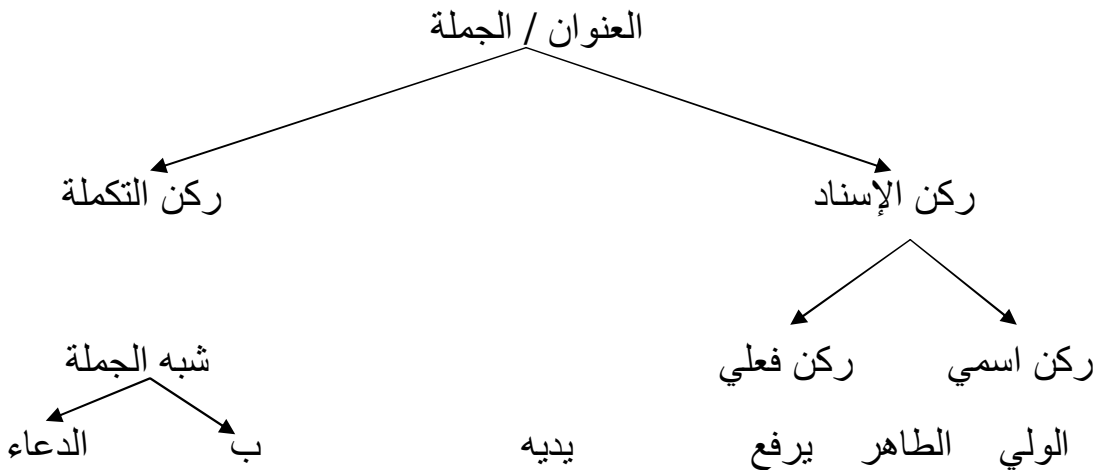 العنوان / الجملة
ركن الإسناد ركن التكملة
ركن اسمي ركن فعلي شبه الجملة
الولي الطاهر يرفع يديه ب الدعاء